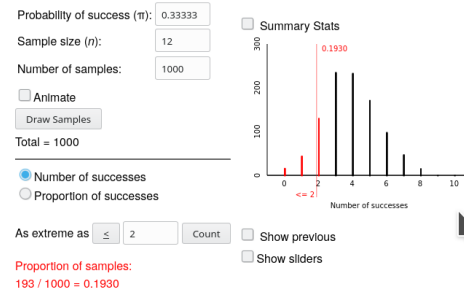 Probability of success (π): 0.33333
Sample size (n): 12
Number of samples: 1000
Animate
Draw Samples
Total = 1000
Number of successes
Proportion of successes
As extreme as ≤ 2 Count
Proportion of samples:
193 / 1000 = 0.1930
Summary Stats
0.1930
300
200
100
0
0 2 4 6 8 10
<= 2
Number of successes
Show previous
Show sliders